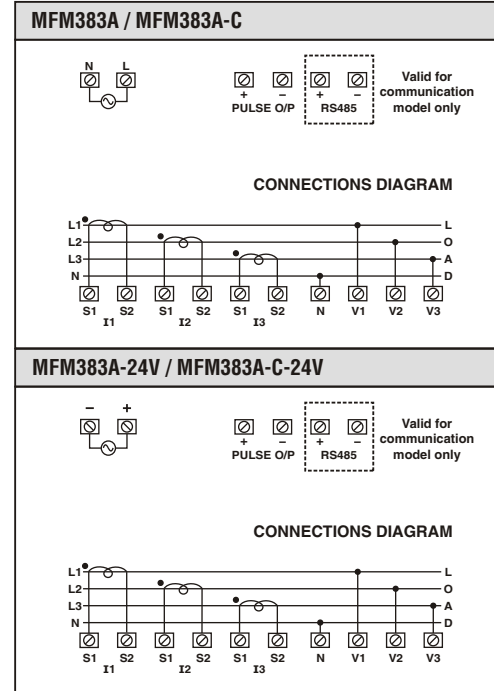 MFM383A / MFM383A-C
N L
+ – + –
PULSE O/P RS485
Valid for
communication
model only
CONNECTIONS DIAGRAM
L1 L
L2 O
L3 A
N D
S1 S2 S1 S2 S1 S2 N V1 V2 V3
I1 I2 I3
MFM383A-24V / MFM383A-C-24V
– +
+ – + –
PULSE O/P RS485
Valid for
communication
model only
CONNECTIONS DIAGRAM
L1 L
L2 O
L3 A
N D
S1 S2 S1 S2 S1 S2 N V1 V2 V3
I1 I2 I3